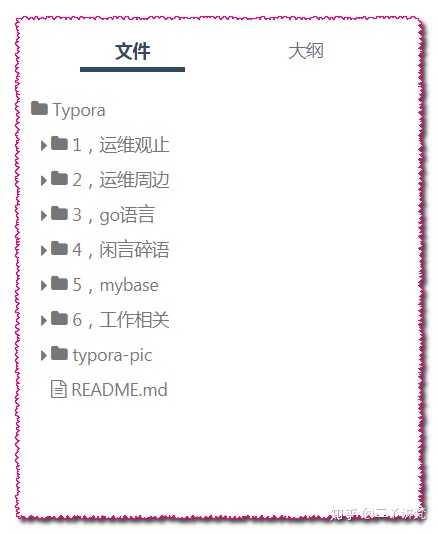 文件 大纲
Typora
1，运维观止
2，运维周边
3，go语言
4，闲言碎语
5，mybase
6，工作相关
typora-pic
README.md
知乎 @二丫讲梵